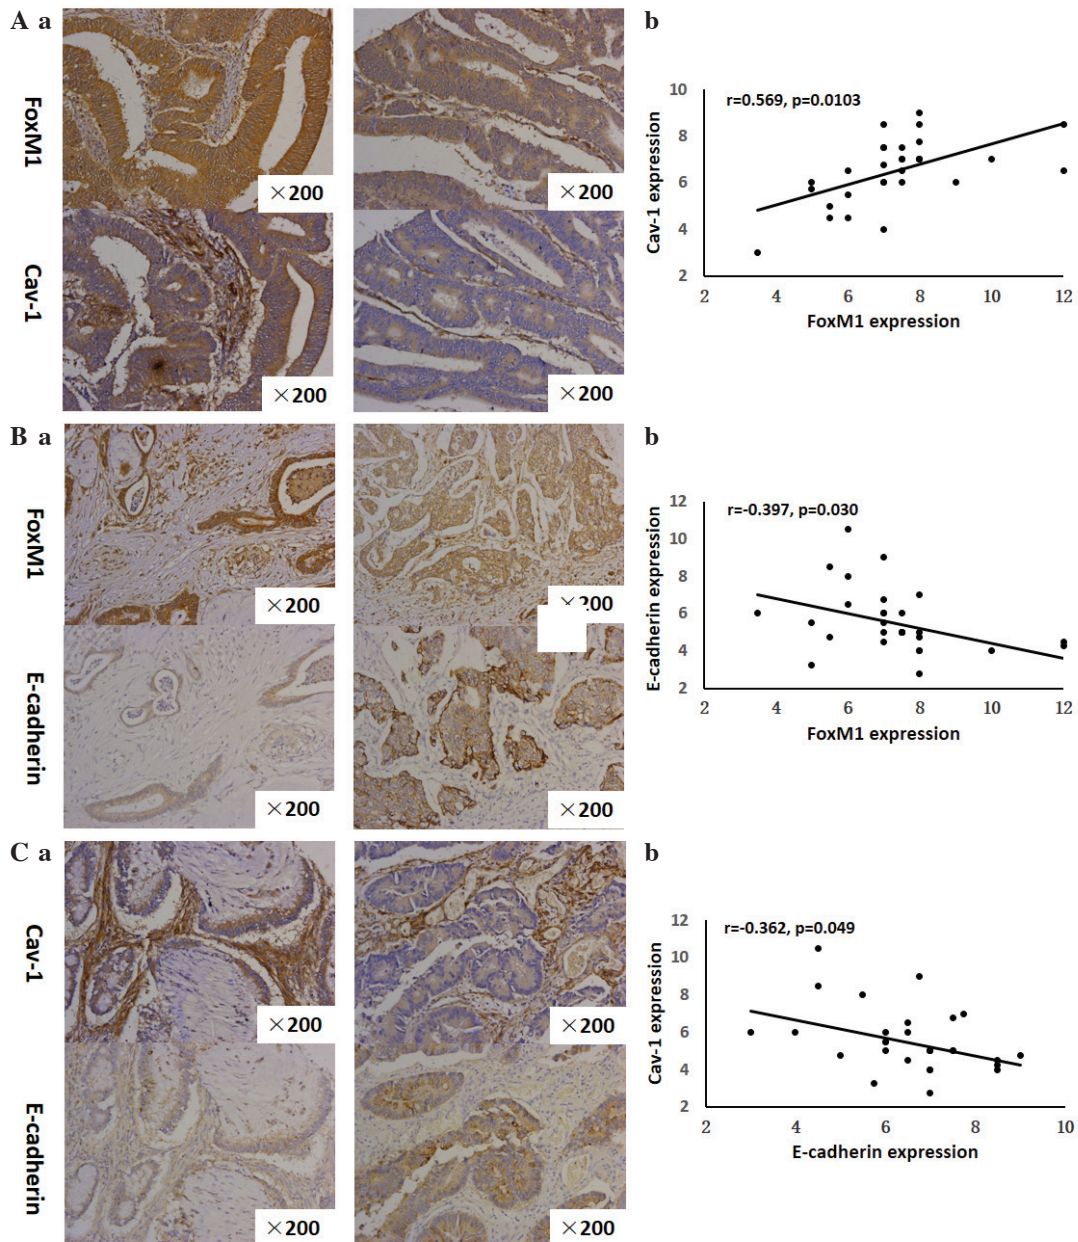 A a
FoxM1
×200
×200
Cav-1
×200
×200
b
r=0.569, p=0.0103
Cav-1 expression
10
8
6
4
2
2 4 6 8 10 12
FoxM1 expression
B a
FoxM1
×200
×200
E-cadherin
×200
×200
b
r=-0.397, p=0.030
E-cadherin expression
12
10
8
6
4
2
2 4 6 8 10 12
FoxM1 expression
C a
Cav-1
×200
×200
E-cadherin
×200
×200
b
r=-0.362, p=0.049
Cav-1 expression
12
10
8
6
4
2
2 4 6 8 10
E-cadherin expression